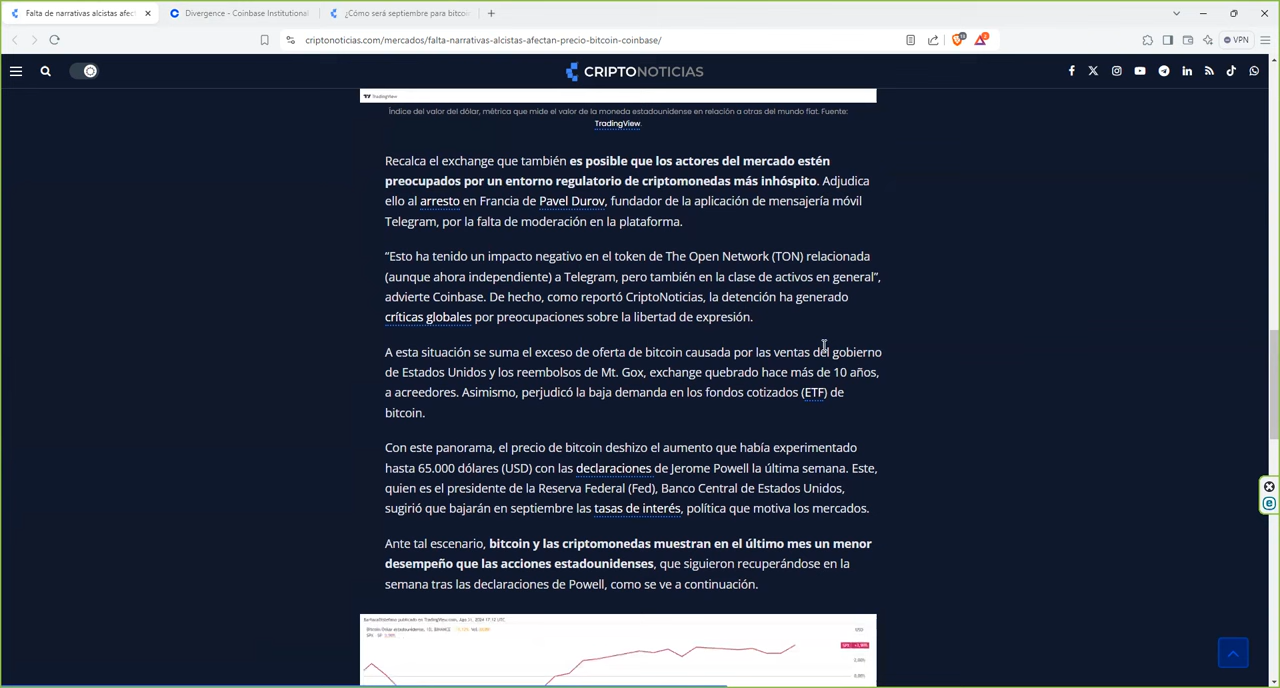 Falta de narrativas alcistas afec
Divergence - Coinbase Institutional
¿Cómo será septiembre para bitcoi
criptonoticias.com/mercados/falta-narrativas-alcistas-afectan-precio-bitcoin-coinbase/
VPN
CRIPTONOTICIAS
TradingView
Índice del valor del dólar, métrica que mide el valor de la moneda estadounidense en relación a otras del mundo fiat. Fuente:
TradingView.
Recalca el exchange que también es posible que los actores del mercado estén
preocupados por un entorno regulatorio de criptomonedas más inhóspito. Adjudica
ello al arresto en Francia de Pavel Durov, fundador de la aplicación de mensajería móvil
Telegram, por la falta de moderación en la plataforma.
“Esto ha tenido un impacto negativo en el token de The Open Network (TON) relacionada
(aunque ahora independiente) a Telegram, pero también en la clase de activos en general”,
advierte Coinbase. De hecho, como reportó CriptoNoticias, la detención ha generado
críticas globales por preocupaciones sobre la libertad de expresión.
A esta situación se suma el exceso de oferta de bitcoin causada por las ventas del gobierno
de Estados Unidos y los reembolsos de Mt. Gox, exchange quebrado hace más de 10 años,
a acreedores. Asimismo, perjudicó la baja demanda en los fondos cotizados (ETF) de
bitcoin.
Con este panorama, el precio de bitcoin deshizo el aumento que había experimentado
hasta 65.000 dólares (USD) con las declaraciones de Jerome Powell la última semana. Este,
quien es el presidente de la Reserva Federal (Fed), Banco Central de Estados Unidos,
sugirió que bajarán en septiembre las tasas de interés, política que motiva los mercados.
Ante tal escenario, bitcoin y las criptomonedas muestran en el último mes un menor
desempeño que las acciones estadounidenses, que siguieron recuperándose en la
semana tras las declaraciones de Powell, como se ve a continuación.
USD